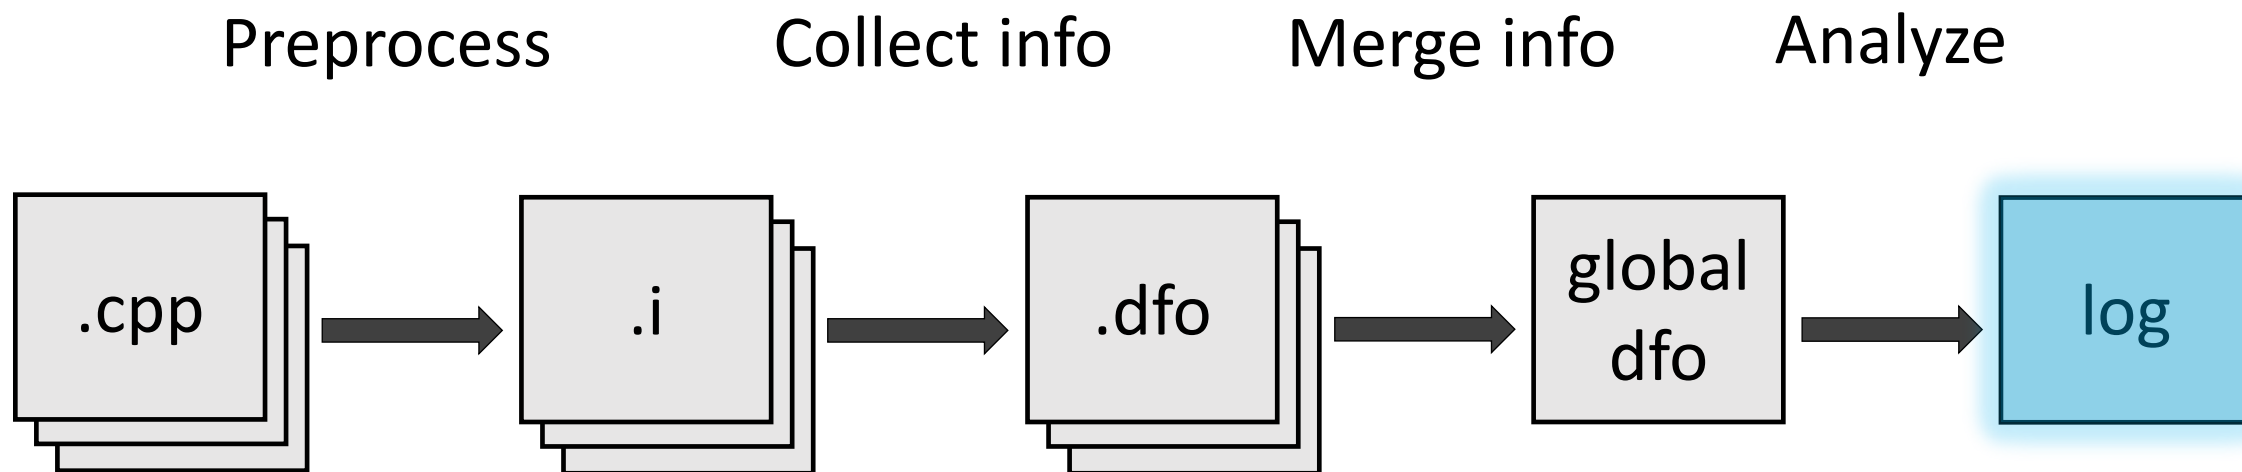 Preprocess
Collect info
Merge info
Analyze
.cpp
.i
.dfo
global
dfo
log